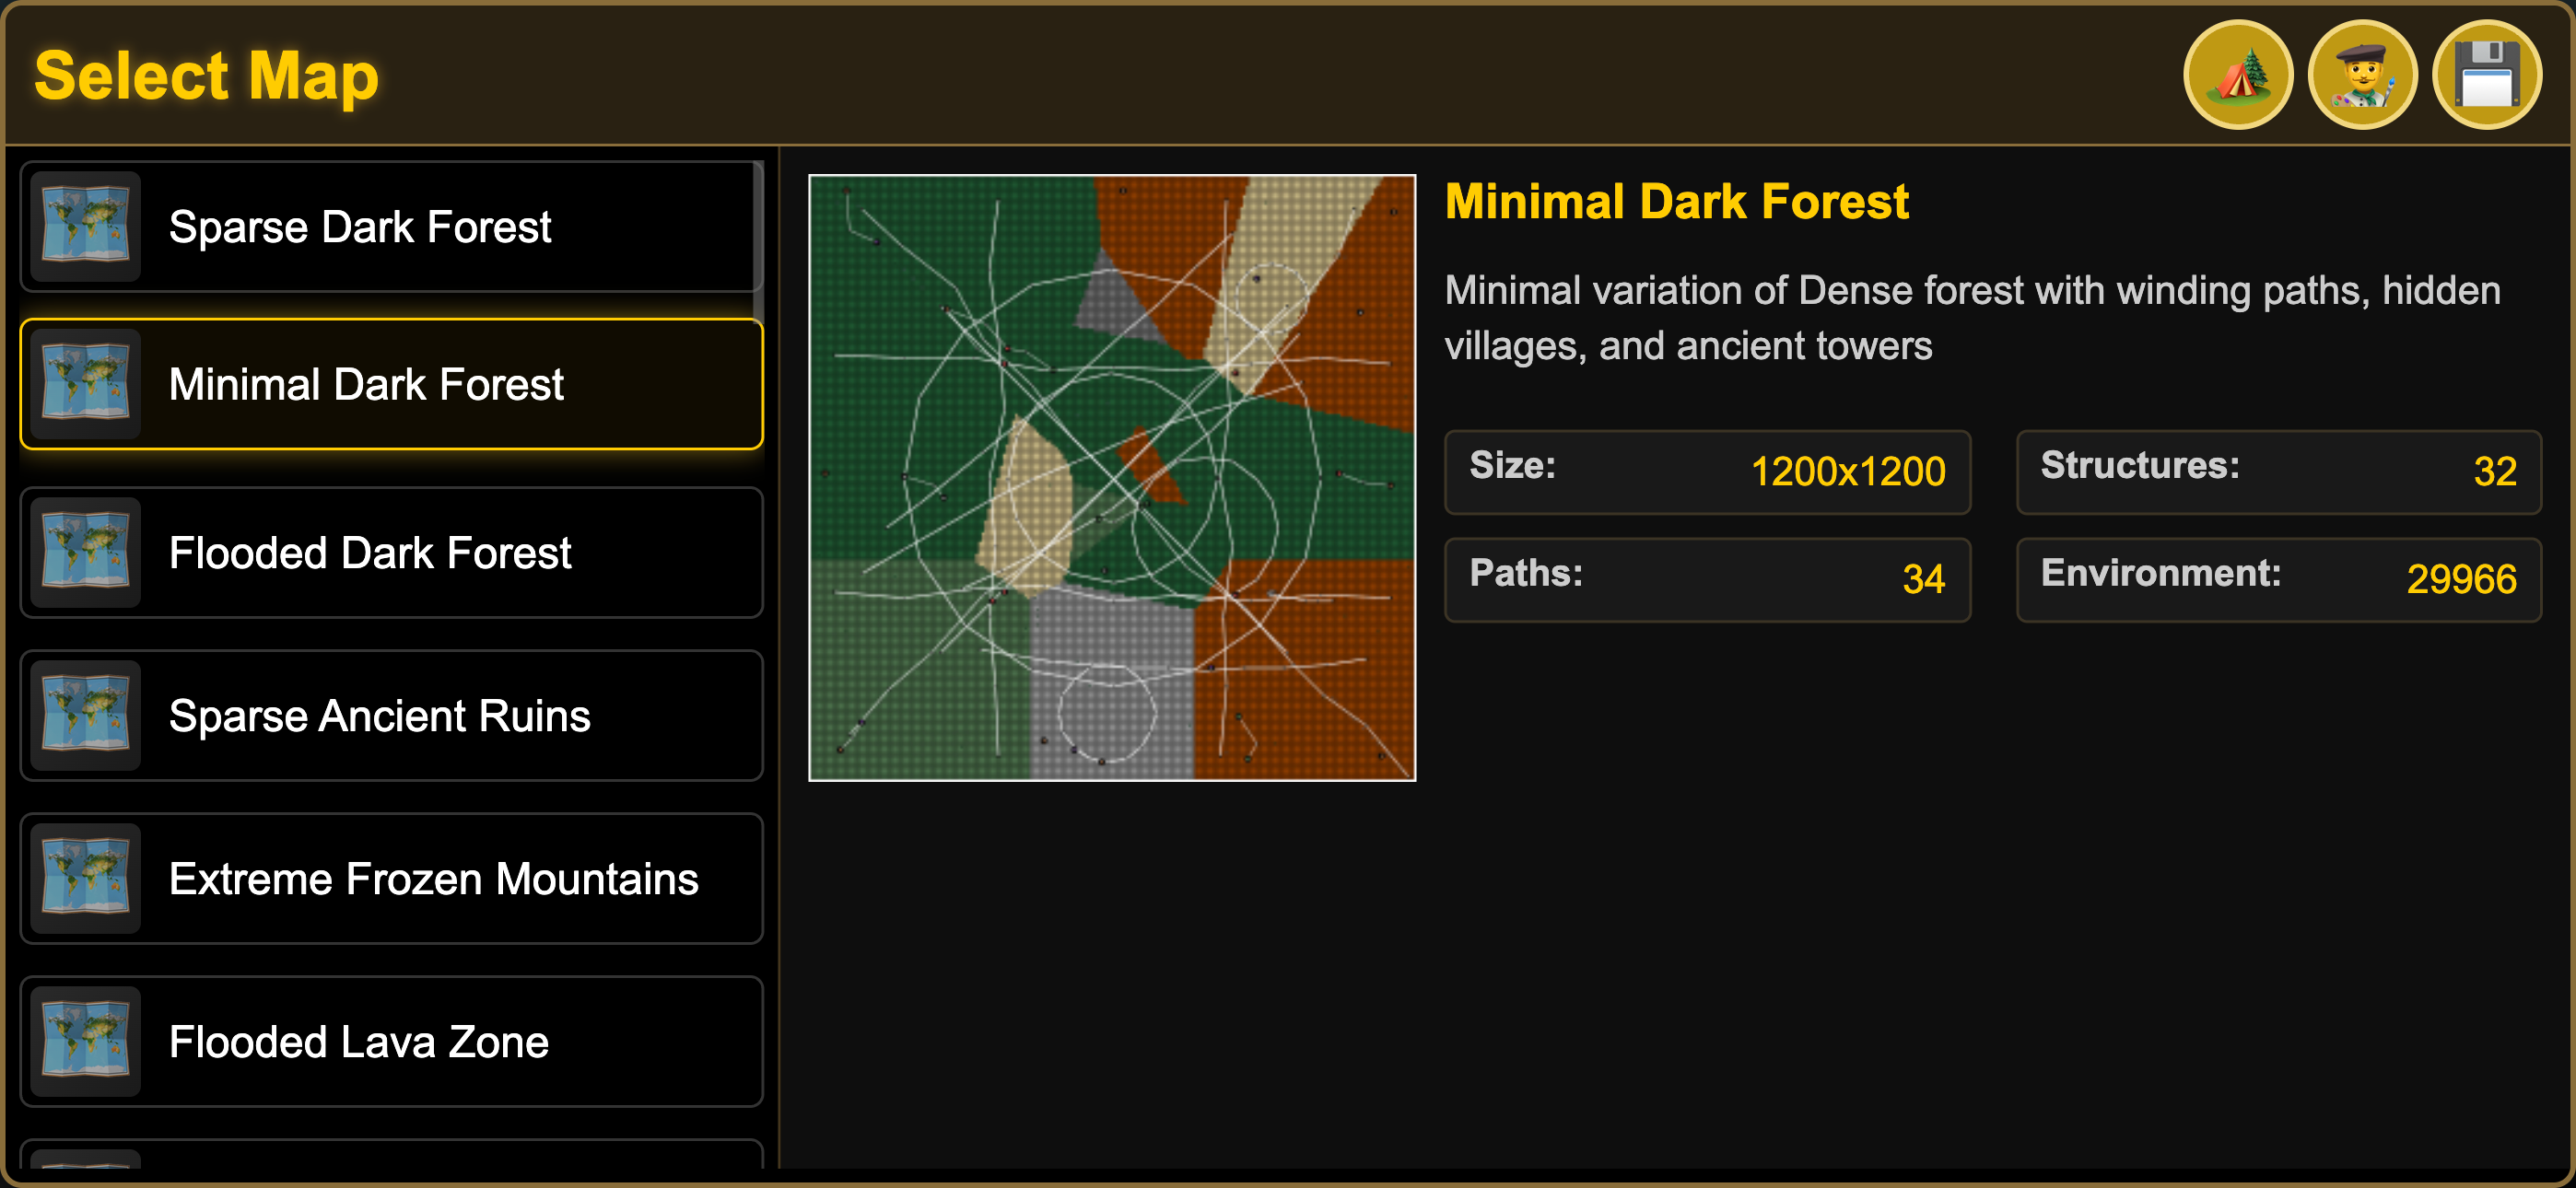 Select Map
Sparse Dark Forest
Minimal Dark Forest
Flooded Dark Forest
Sparse Ancient Ruins
Extreme Frozen Mountains
Flooded Lava Zone
Minimal Dark Forest
Minimal variation of Dense forest with winding paths, hidden
villages, and ancient towers
Size: 1200x1200
Structures: 32
Paths: 34
Environment: 29966